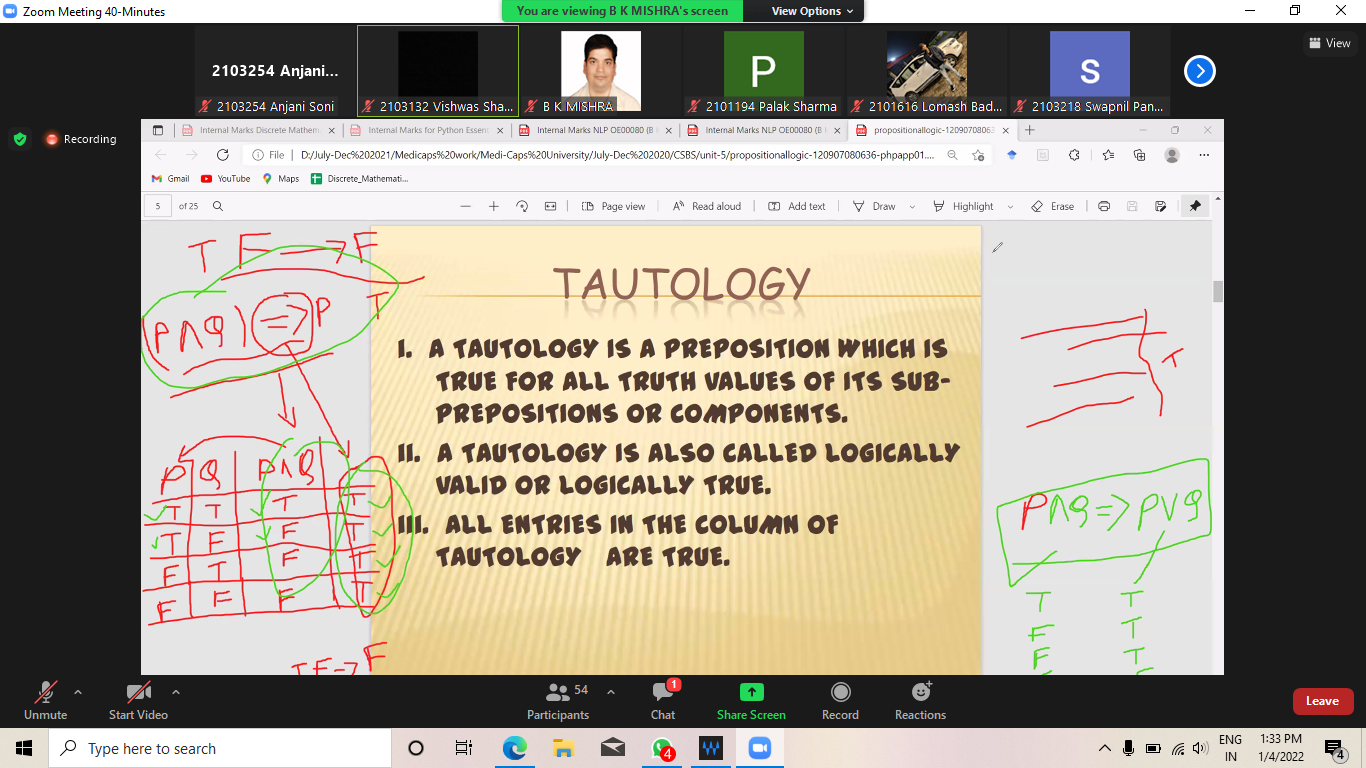 Zoom Meeting 40-Minutes
You are viewing B K MISHRA's screen
View Options
View
2103254 Anjani...
P
S
2103254 Anjani Soni
2103132 Vishwas Sha...
B K MISHRA
2101194 Palak Sharma
2101616 Lomash Bad...
2103218 Swapnil Pan...
Recording
Internal Marks Discrete Mathem
Internal Marks for Python Essen
Internal Marks NLP OE00080 (B
Internal Marks NLP OE00080 (B
propositionallogic-1209070806
File
D:/July-Dec%202021/Medicaps%20work/Medi-Caps%20University/July-Dec%202020/CSBS/unit-5/propositionallogic-120907080636-phpapp01....
Gmail
YouTube
Maps
Discrete_Mathemati...
5 of 25
Page view
Read aloud
Add text
Draw
Highlight
Erase
T F → F
(P∧Q) ⇒ P
T
P Q P∧Q
T T T T
T F F T
F T F T
F F F T
T F → F
TAUTOLOGY
I. A TAUTOLOGY IS A PREPOSITION WHICH IS
TRUE FOR ALL TRUTH VALUES OF ITS SUB-
PREPOSITIONS OR COMPONENTS.
II. A TAUTOLOGY IS ALSO CALLED LOGICALLY
VALID OR LOGICALLY TRUE.
III. ALL ENTRIES IN THE COLUMN OF
TAUTOLOGY ARE TRUE.
T
P∧Q ⇒ P∨Q
T T
F T
F T
Unmute
Start Video
54
Participants
1
Chat
Share Screen
Record
Reactions
Leave
Type here to search
4
W
ENG
IN
1:33 PM
1/4/2022
4